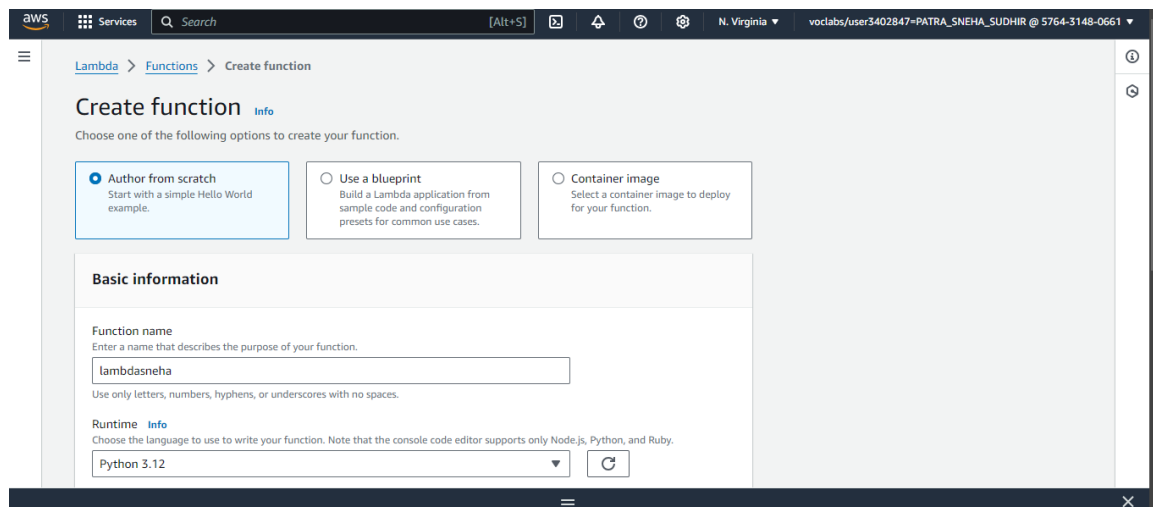 aws Services Search [Alt+S] N. Virginia voclabs/user3402847=PATRA_SNEHA_SUDHIR @ 5764-3148-0661
Lambda > Functions > Create function
Create function Info
Choose one of the following options to create your function.
Author from scratch
Start with a simple Hello World
example.
Use a blueprint
Build a Lambda application from
sample code and configuration
presets for common use cases.
Container image
Select a container image to deploy
for your function.
Basic information
Function name
Enter a name that describes the purpose of your function.
lambdasneha
Use only letters, numbers, hyphens, or underscores with no spaces.
Runtime Info
Choose the language to use to write your function. Note that the console code editor supports only Node.js, Python, and Ruby.
Python 3.12